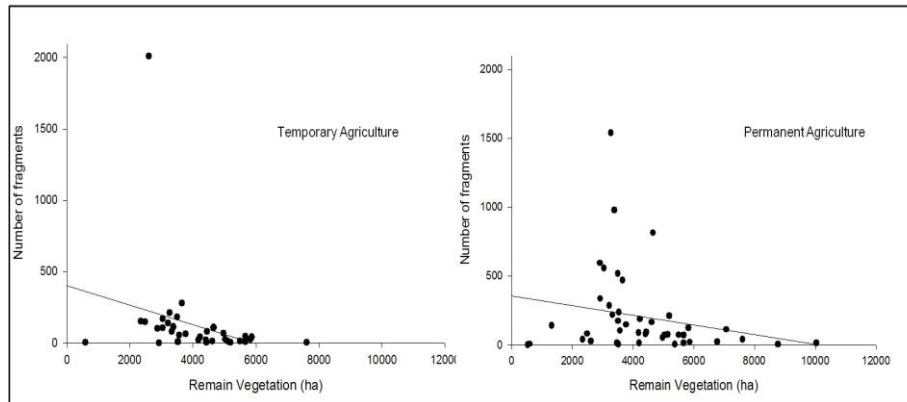 2000
1500
1000
500
0
Number of fragments
Temporary Agriculture
0 2000 4000 6000 8000 10000 12000
Remain Vegetation (ha)
2000
1500
1000
500
0
Number of fragments
Permanent Agriculture
0 2000 4000 6000 8000 10000 12000
Remain Vegetation (ha)